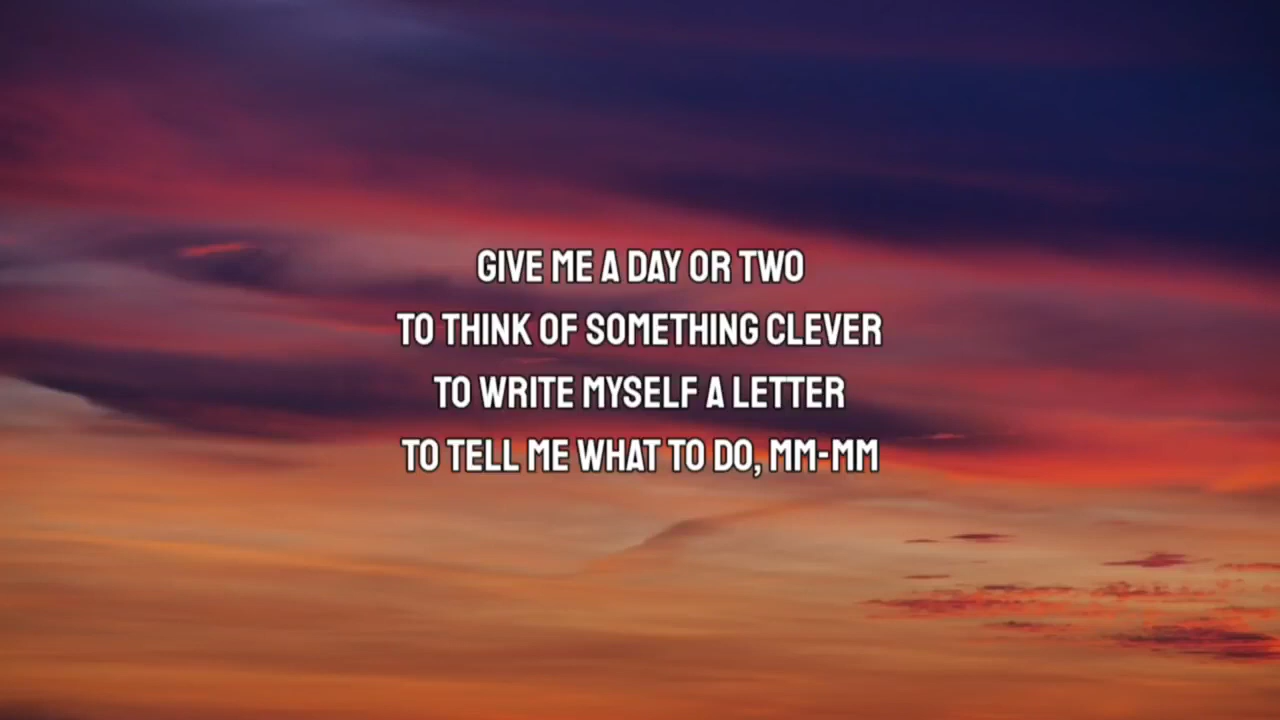 GIVE ME A DAY OR TWO
TO THINK OF SOMETHING CLEVER
TO WRITE MYSELF A LETTER
TO TELL ME WHAT TO DO, MM-MM